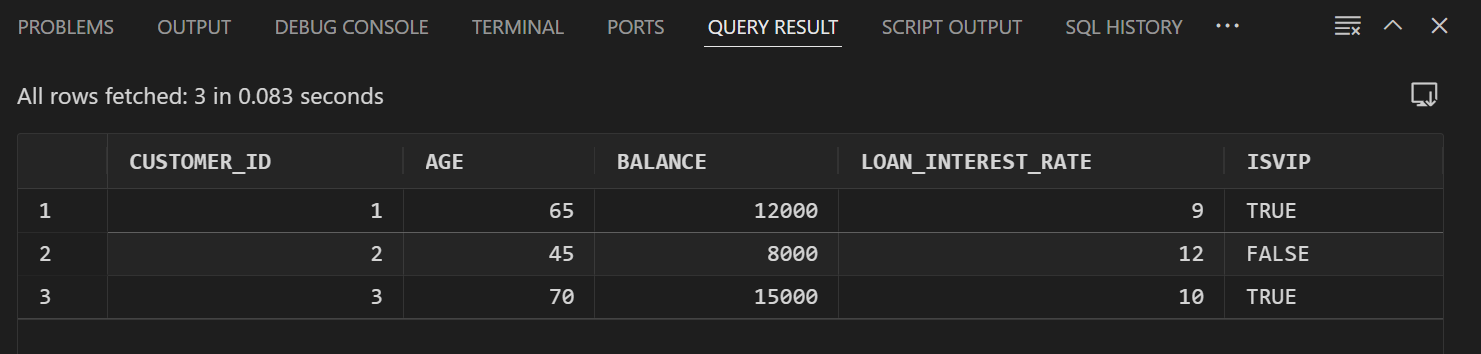 PROBLEMS OUTPUT DEBUG CONSOLE TERMINAL PORTS QUERY RESULT SCRIPT OUTPUT SQL HISTORY ···
All rows fetched: 3 in 0.083 seconds
CUSTOMER_ID AGE BALANCE LOAN_INTEREST_RATE ISVIP
1 1 65 12000 9 TRUE
2 2 45 8000 12 FALSE
3 3 70 15000 10 TRUE